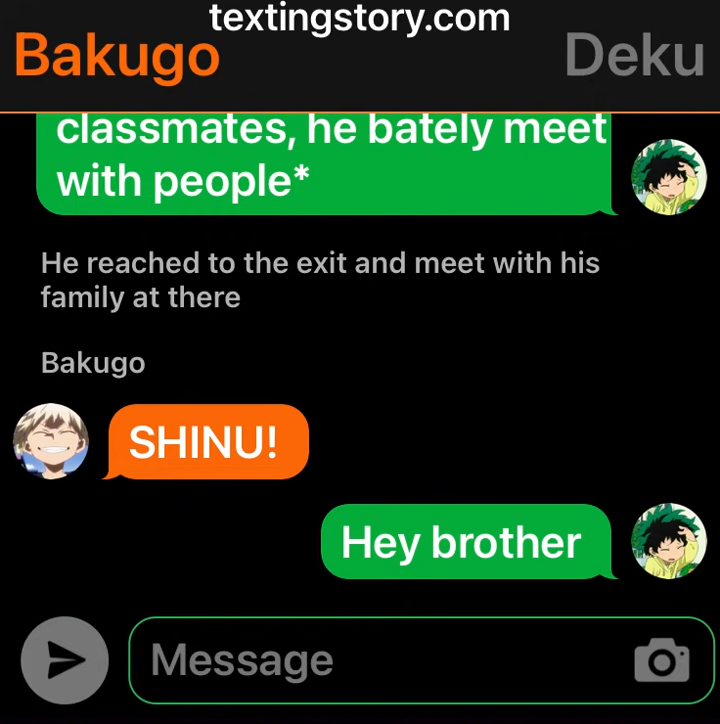 textingstory.com
Bakugo
Deku
classmates, he bately meet
with people*
He reached to the exit and meet with his
family at there
Bakugo
SHINU!
Hey brother
Message